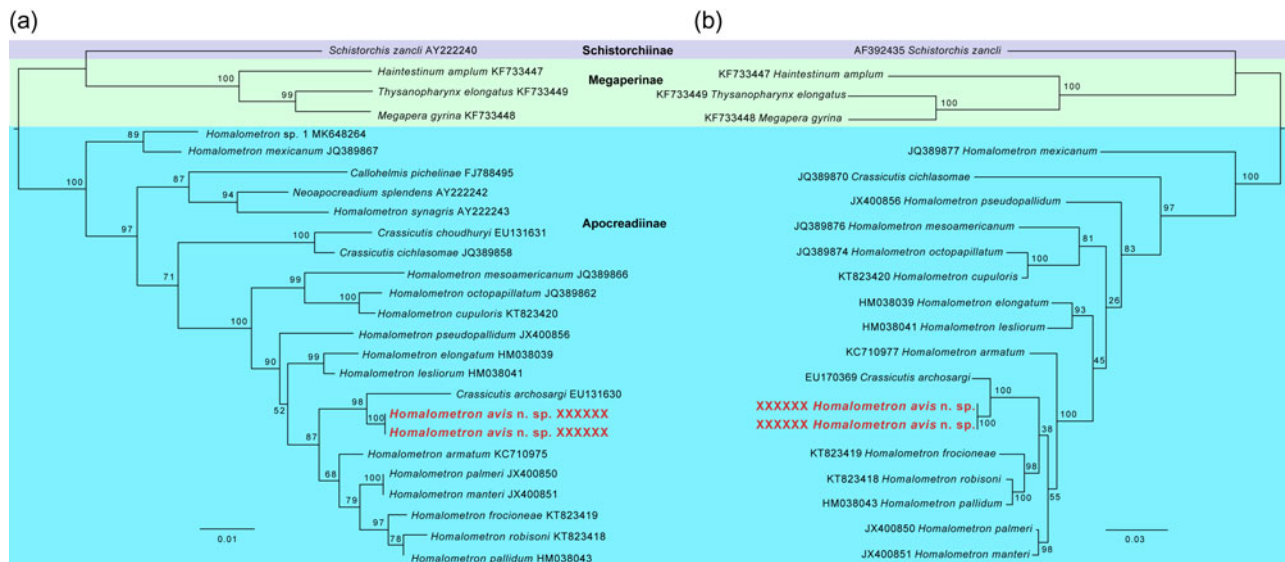 (a)
(b)
Schistorchis zancli AY222240
Schistorchiinae
AF392435 Schistorchis zancli
100
Haintestinum amplum KF733447
Megaperinae
KF733447 Haintestinum amplum
100
99
Thysanopharynx elongatus KF733449
KF733449 Thysanopharynx elongatus
100
Megapera gyrina KF733448
KF733448 Megapera gyrina
89
Homalometron sp. 1 MK648264
Homalometron mexicanum JQ389867
JQ389877 Homalometron mexicanum
100
100
87
Callohelmis pichelinae FJ788495
JQ389870 Crassicutis cichlasomae
94
Neoapocreadium splendens AY222242
JX400856 Homalometron pseudopallidum
97
Homalometron synagris AY222243
Apocreadiinae
97
100
Crassicutis choudhuryi EU131631
JQ389876 Homalometron mesoamericanum
81
83
Crassicutis cichlasomae JQ389858
JQ389874 Homalometron octopapillatum
100
71
99
Homalometron mesoamericanum JQ389866
KT823420 Homalometron cupuloris
100
Homalometron octopapillatum JQ389862
HM038039 Homalometron elongatum
26
Homalometron cupuloris KT823420
93
100
HM038041 Homalometron lesliorum
Homalometron pseudopallidum JX400856
90
99
Homalometron elongatum HM038039
KC710977 Homalometron armatum
45
Homalometron lesliorum HM038041
EU170369 Crassicutis archosargi
98
Crassicutis archosargi EU131630
100
52
100
Homalometron avis n. sp. XXXXXX
XXXXXX Homalometron avis n. sp.
100
Homalometron avis n. sp. XXXXXX
XXXXXX Homalometron avis n. sp.
100
87
38
Homalometron armatum KC710975
KT823419 Homalometron frocioneae
68
98
100
Homalometron palmeri JX400850
KT823418 Homalometron robisoni
55
79
Homalometron manteri JX400851
HM038043 Homalometron pallidum
100
97
Homalometron frocioneae KT823419
JX400850 Homalometron palmeri
78
Homalometron robisoni KT823418
98
Homalometron pallidum HM038043
JX400851 Homalometron manteri
0.01
0.03